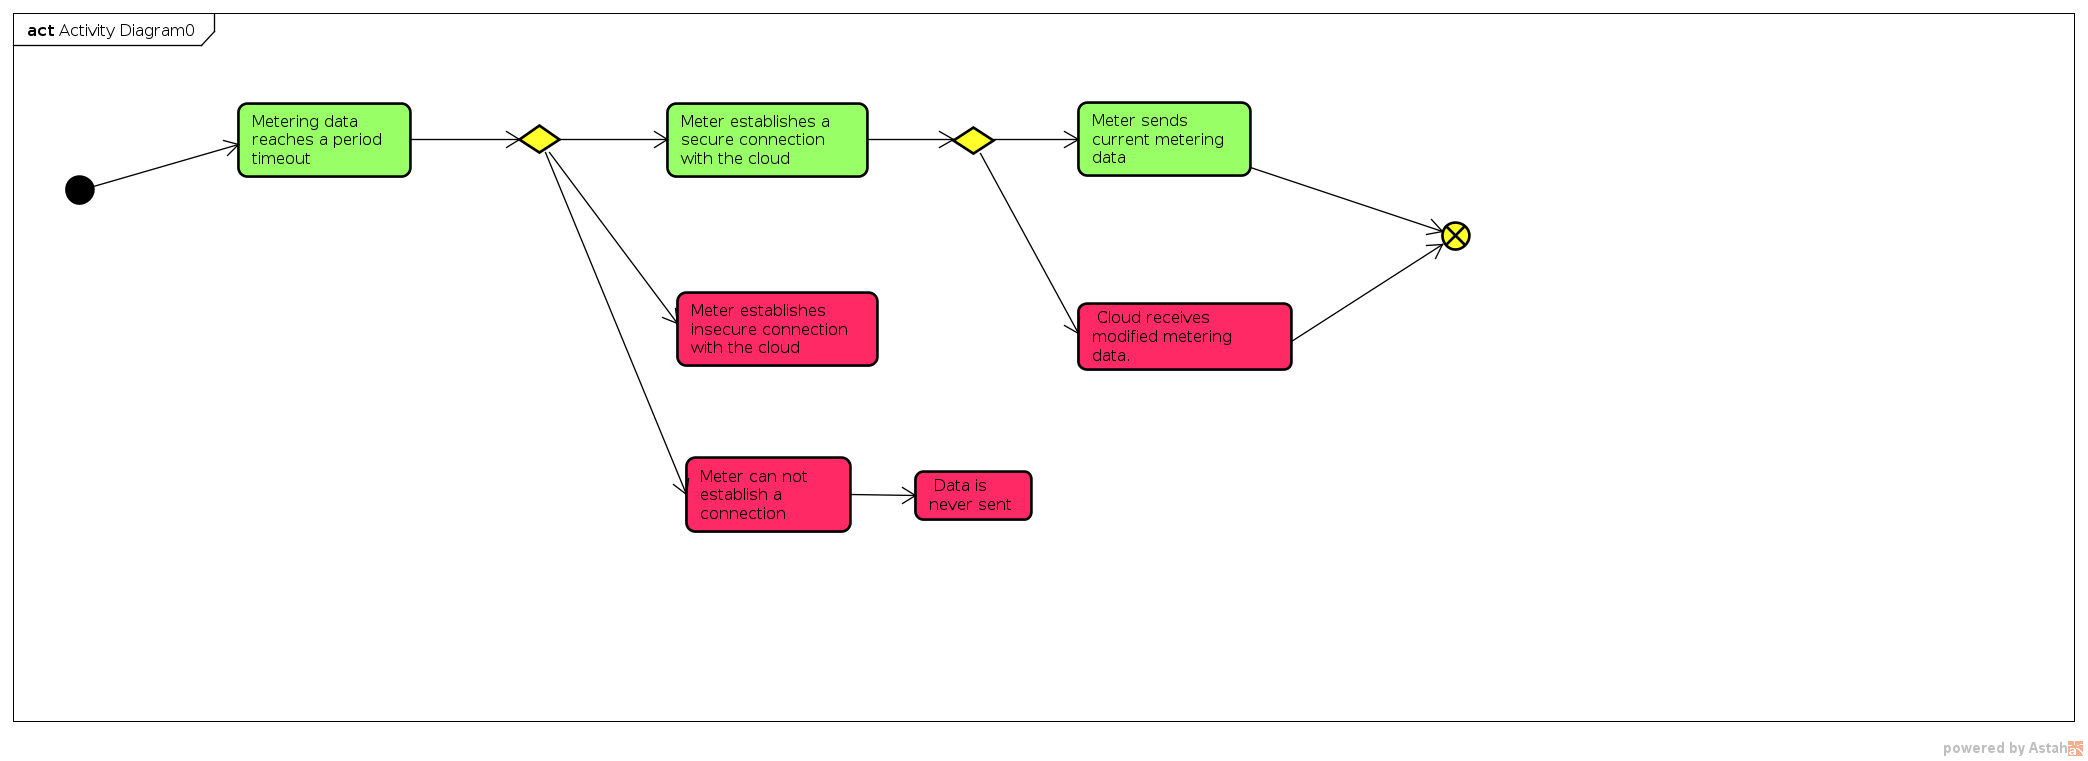 act Activity Diagram0
Metering data
reaches a period
timeout
Meter establishes a
secure connection
with the cloud
Meter sends
current metering
data
Meter establishes
insecure connection
with the cloud
Cloud receives
modified metering
data.
Meter can not
establish a
connection
Data is
never sent
powered by Astah